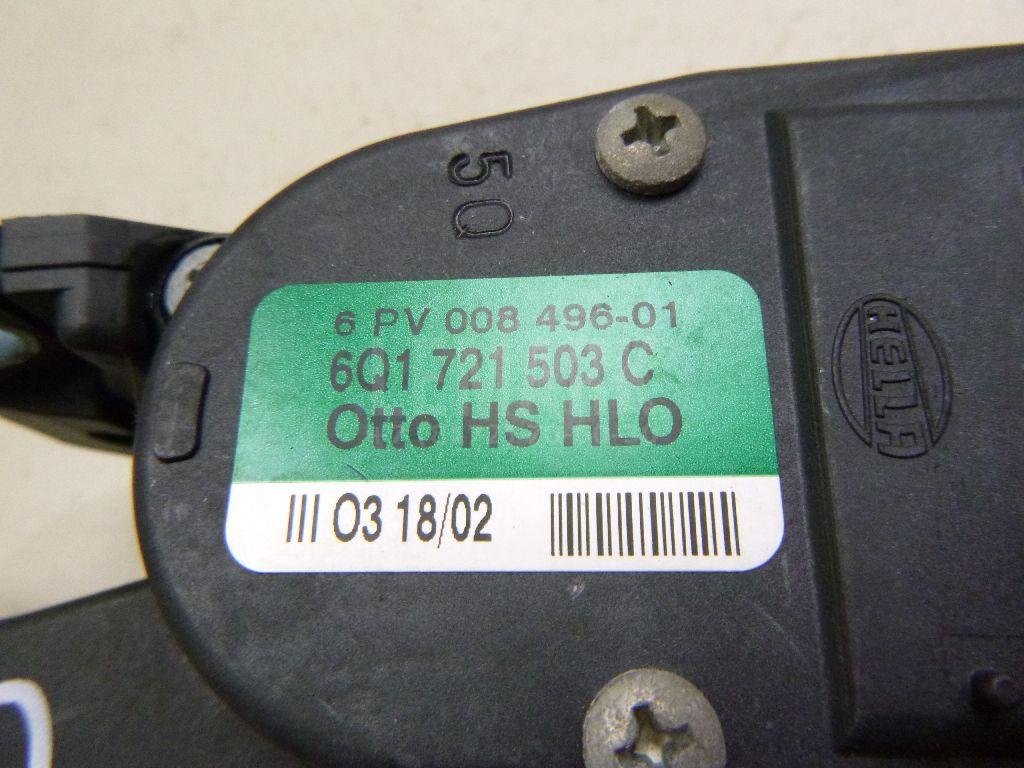 5Q
6 PV 008 496-01
6Q1 721 503 C
Otto HS HLO
III O3 18/02
HELLA